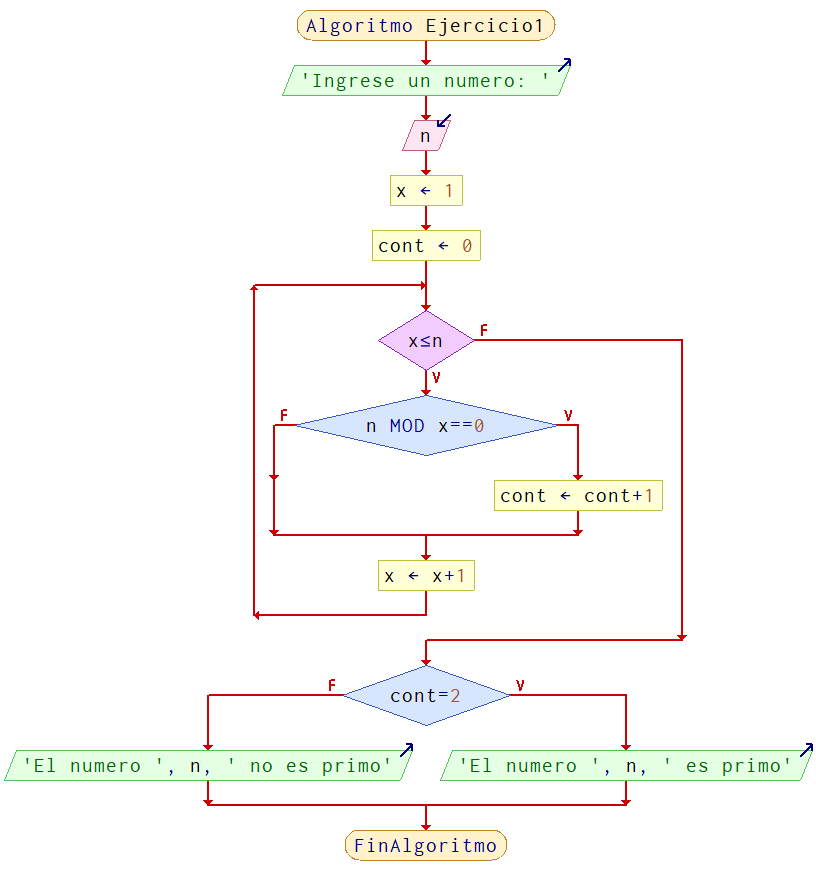 Algoritmo Ejercicio1
'Ingrese un numero: '
n
x ← 1
cont ← 0
x≤n
F
V
n MOD x==0
F
V
cont ← cont+1
x ← x+1
cont=2
F
V
'El numero ', n, ' no es primo'
'El numero ', n, ' es primo'
FinAlgoritmo